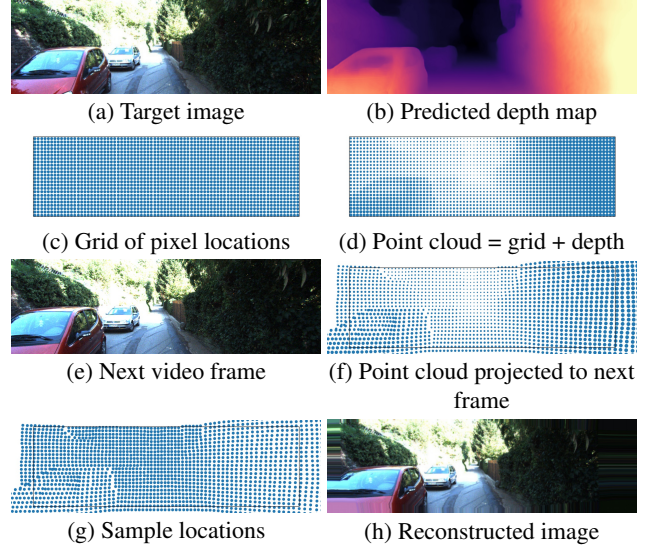 (a) Target image
(b) Predicted depth map
(c) Grid of pixel locations
(d) Point cloud = grid + depth
(e) Next video frame
(f) Point cloud projected to next
frame
(g) Sample locations
(h) Reconstructed image